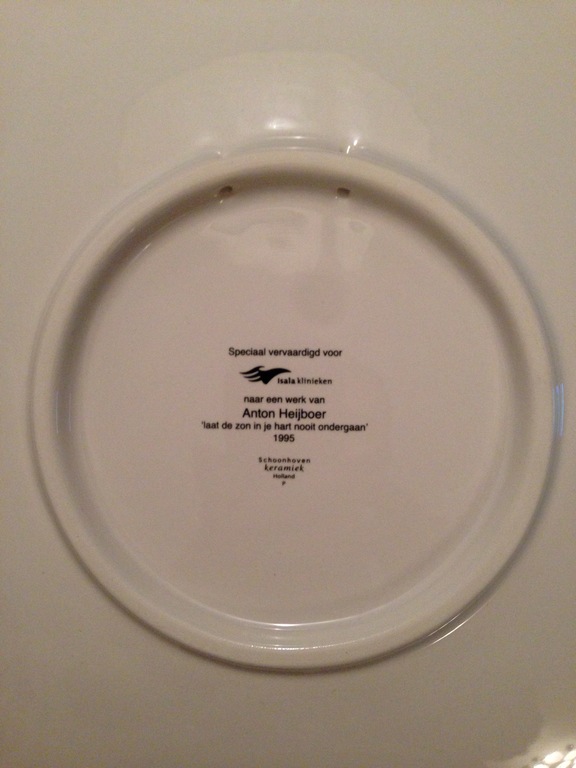 Speciaal vervaardigd voor
Isala klinieken
naar een werk van
Anton Heijboer
'laat de zon in je hart nooit ondergaan'
1995
Schoonhoven
keramiek
Holland
P